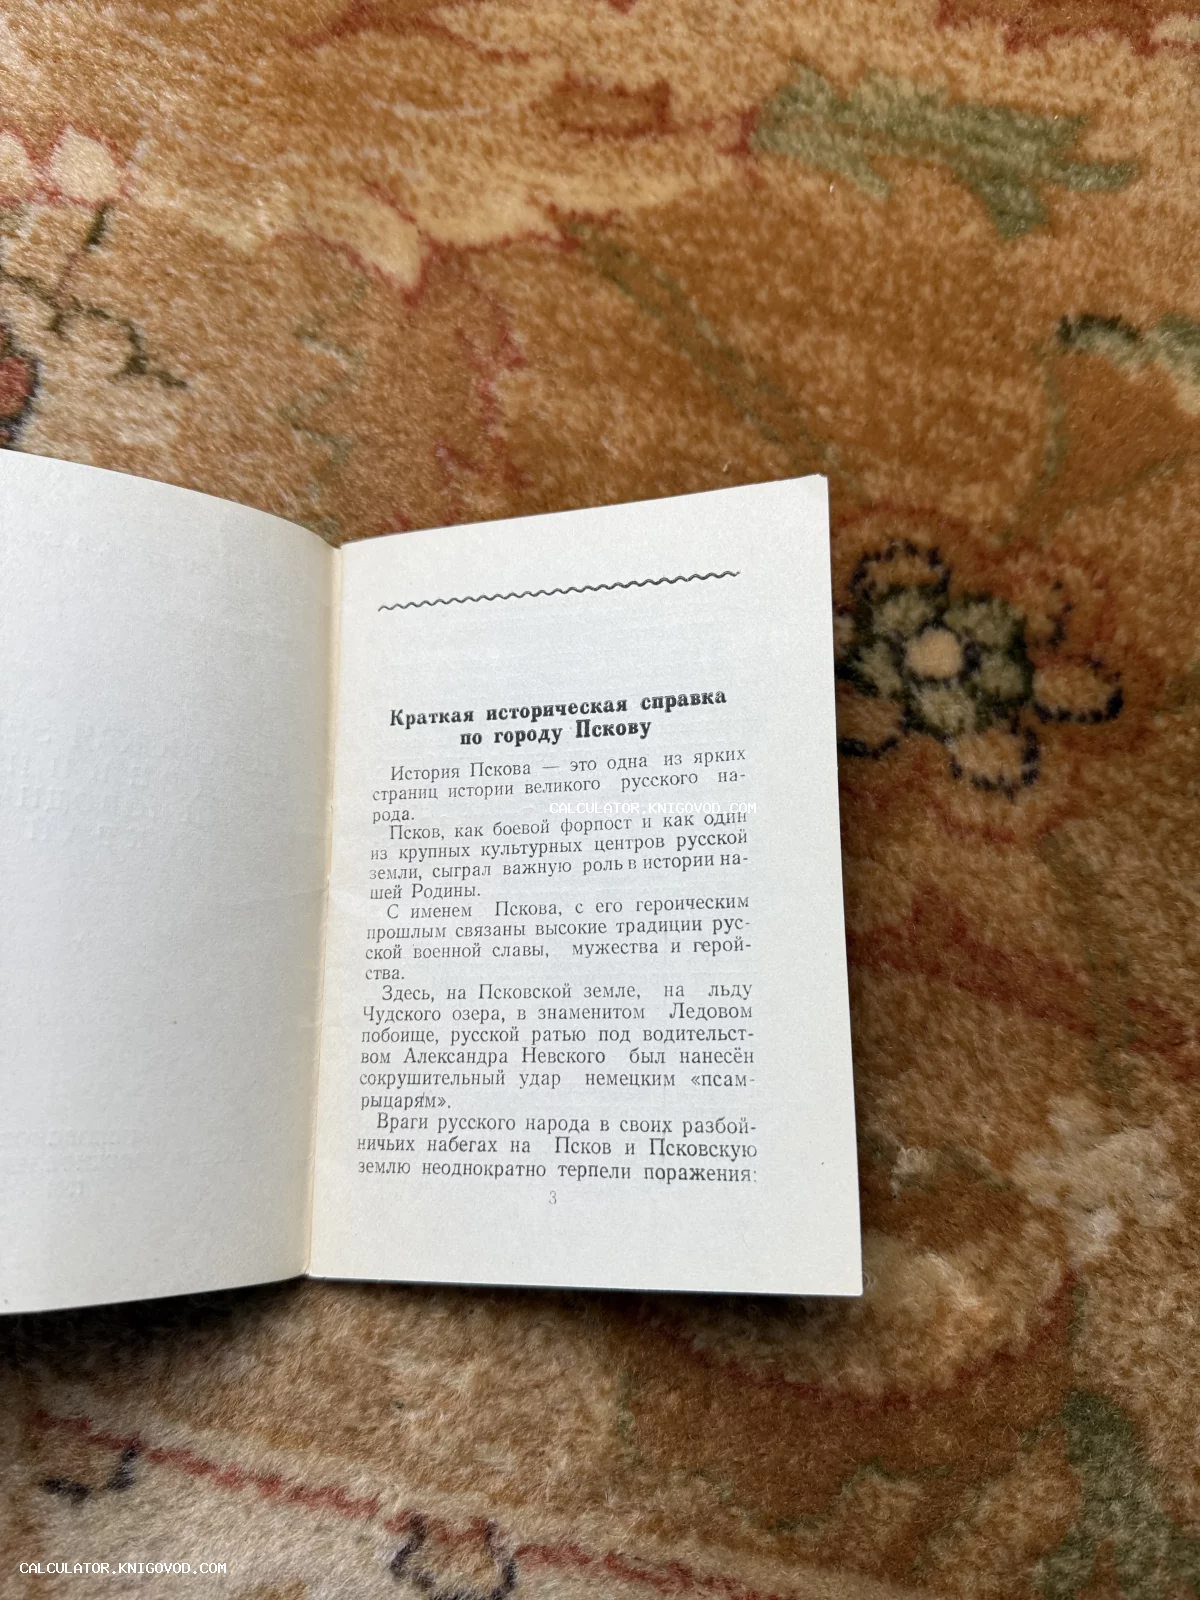 Краткая историческая справка
по городу Пскову
История Пскова — это одна из ярких
страниц истории великого русского на-
рода.
CALCULATOR.KNIGOVOD.COM
Псков, как боевой форпост и как один
из крупных культурных центров русской
земли, сыграл важную роль в истории на-
шей Родины.
С именем Пскова, с его героическим
прошлым связаны высокие традиции рус-
ской военной славы, мужества и герой-
ства.
Здесь, на Псковской земле, на льду
Чудского озера, в знаменитом Ледовом
побоище, русской ратью под водительст-
вом Александра Невского был нанесён
сокрушительный удар немецким «псам-
рыцарям».
Враги русского народа в своих разбой-
ничьих набегах на Псков и Псковскую
землю неоднократно терпели поражения:
3
CALCULATOR.KNIGOVOD.COM